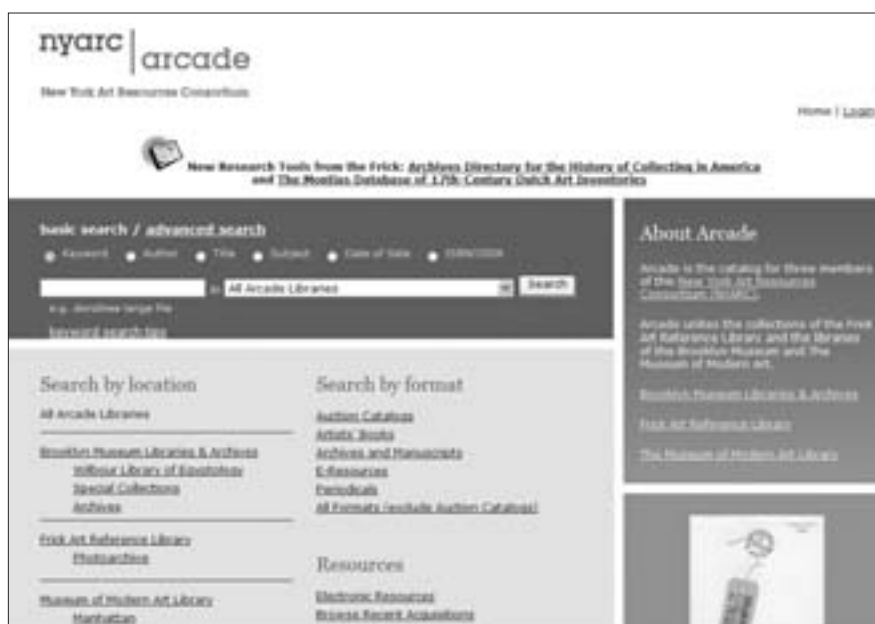 nyarc
arcade
New York Art Resources Consortium
Home | Login
New Research Tools from the Frick: Archives Directory for the History of Collecting in America
and The Montias Database of 17th Century Dutch Art Inventories
basic search / advanced search
Keyword Author Title Subject Date of Sale ISBN/ISSN
in All Arcade Libraries Search
keyword search tips
Search by location
All Arcade Libraries
Brooklyn Museum Libraries & Archives
Wilbour Library of Egyptology
Special Collections
Archives
Frick Art Reference Library
Photoarchive
Museum of Modern Art Library
Manhattan
Search by format
Auction Catalogs
Artists' Books
Archives and Manuscripts
E-Resources
Periodicals
All Formats (exclude Auction Catalogs)
Resources
Electronic Resources
Browse Recent Acquisitions
About Arcade
Arcade is the catalog for three members
of the New York Art Resources
Consortium (NYARC).
Arcade unites the collections of the Frick
Art Reference Library and the libraries
of the Brooklyn Museum and The
Museum of Modern Art.
Brooklyn Museum Libraries & Archives
Frick Art Reference Library
The Museum of Modern Art Library